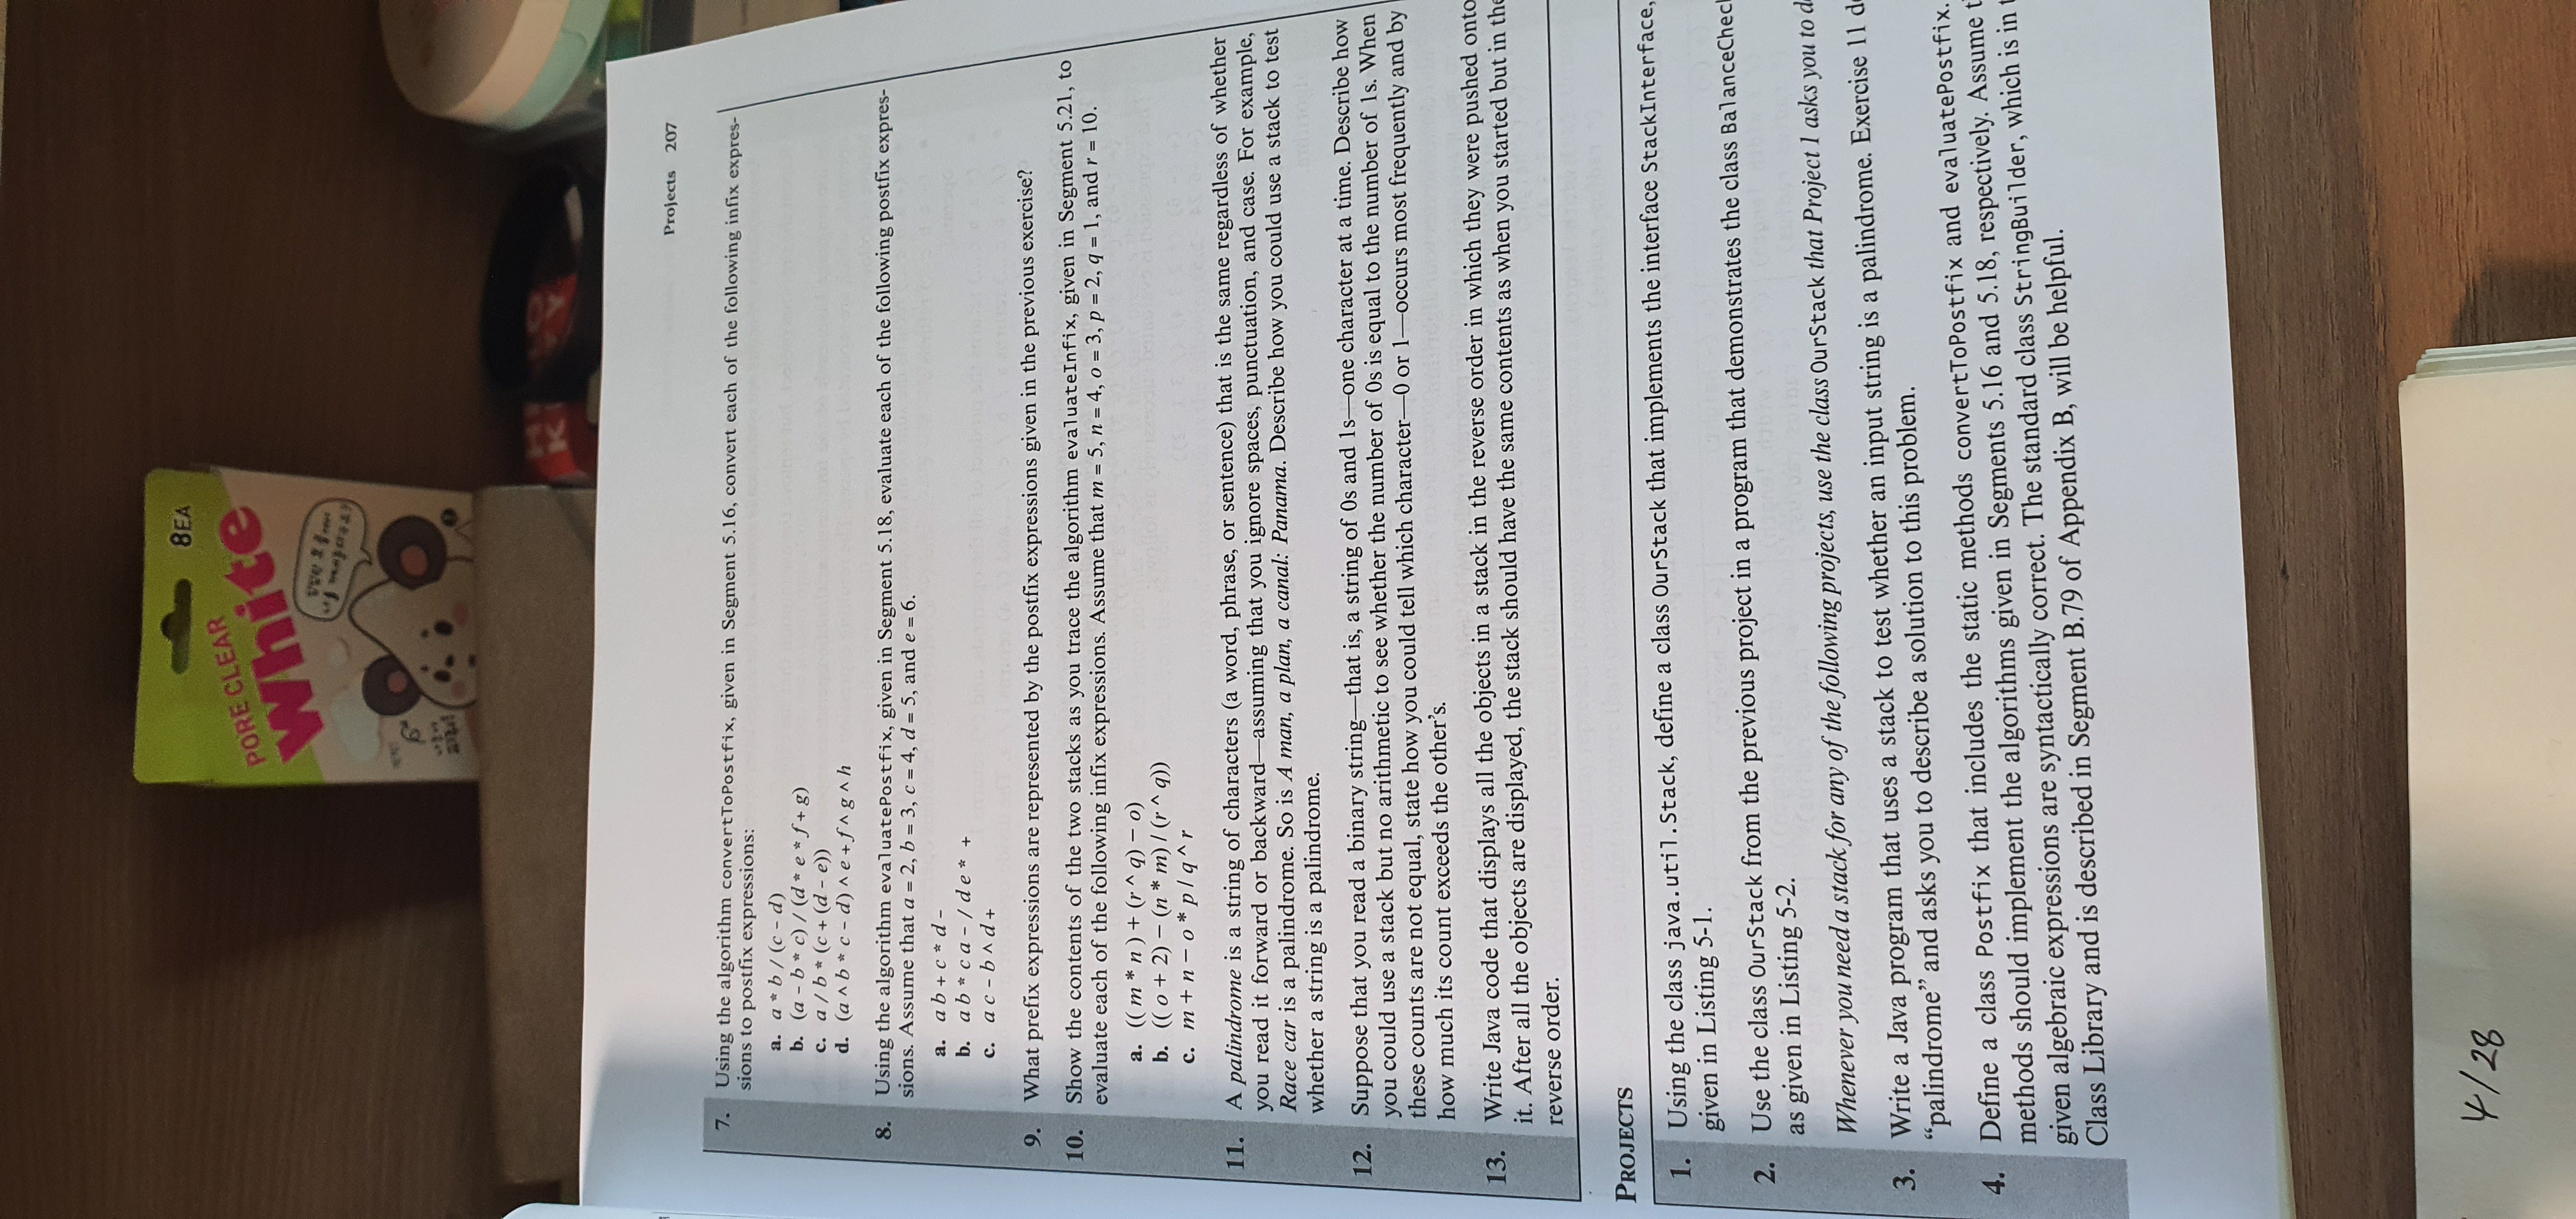 8EA
PORE CLEAR
White
Projects 207
7. Using the algorithm convertToPostfix, given in Segment 5.16, convert each of the following infix expres-
sions to postfix expressions:
a. a * b / (c - d)
b. (a - b * c) / (d * e * f + g)
c. a / b * (c + (d - e))
d. (a ^ b * c - d) ^ e + f ^ g ^ h
8. Using the algorithm evaluatePostfix, given in Segment 5.18, evaluate each of the following postfix expres-
sions. Assume that a = 2, b = 3, c = 4, d = 5, and e = 6.
a. a b + c * d -
b. a b * c a - / d e * +
c. a c - b ^ d +
9. What prefix expressions are represented by the postfix expressions given in the previous exercise?
10. Show the contents of the two stacks as you trace the algorithm evaluateInfix, given in Segment 5.21, to
evaluate each of the following infix expressions. Assume that m = 5, n = 4, o = 3, p = 2, q = 1, and r = 10.
a. (( m * n ) + (r ^ q) – o)
b. (( o + 2) – (n * m) / (r ^ q))
c. m + n – o * p / q ^ r
11. A palindrome is a string of characters (a word, phrase, or sentence) that is the same regardless of whether
you read it forward or backward—assuming that you ignore spaces, punctuation, and case. For example,
Race car is a palindrome. So is A man, a plan, a canal: Panama. Describe how you could use a stack to test
whether a string is a palindrome.
12. Suppose that you read a binary string—that is, a string of 0s and 1s—one character at a time. Describe how
you could use a stack but no arithmetic to see whether the number of 0s is equal to the number of 1s. When
these counts are not equal, state how you could tell which character—0 or 1—occurs most frequently and by
how much its count exceeds the other's.
13. Write Java code that displays all the objects in a stack in the reverse order in which they were pushed onto
it. After all the objects are displayed, the stack should have the same contents as when you started but in the
reverse order.
PROJECTS
1. Using the class java.util.Stack, define a class OurStack that implements the interface StackInterface,
given in Listing 5-1.
2. Use the class OurStack from the previous project in a program that demonstrates the class BalanceChec
as given in Listing 5-2.
Whenever you need a stack for any of the following projects, use the class OurStack that Project 1 asks you to d
3. Write a Java program that uses a stack to test whether an input string is a palindrome. Exercise 11 d
“palindrome” and asks you to describe a solution to this problem.
4. Define a class Postfix that includes the static methods convertToPostfix and evaluatePostfix.
methods should implement the algorithms given in Segments 5.16 and 5.18, respectively. Assume t
given algebraic expressions are syntactically correct. The standard class StringBuilder, which is in t
Class Library and is described in Segment B.79 of Appendix B, will be helpful.
4/28